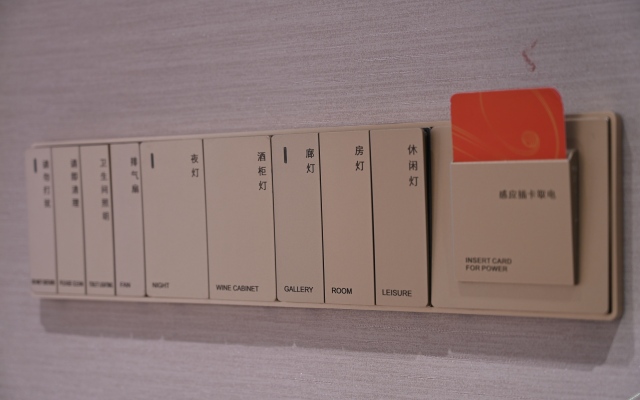 请勿打扰
请即清理
卫生间照明
排气扇
FAN
夜灯
NIGHT
酒柜灯
WINE CABINET
廊灯
GALLERY
房灯
ROOM
休闲灯
LEISURE
感应插卡取电
INSERT CARD
FOR POWER